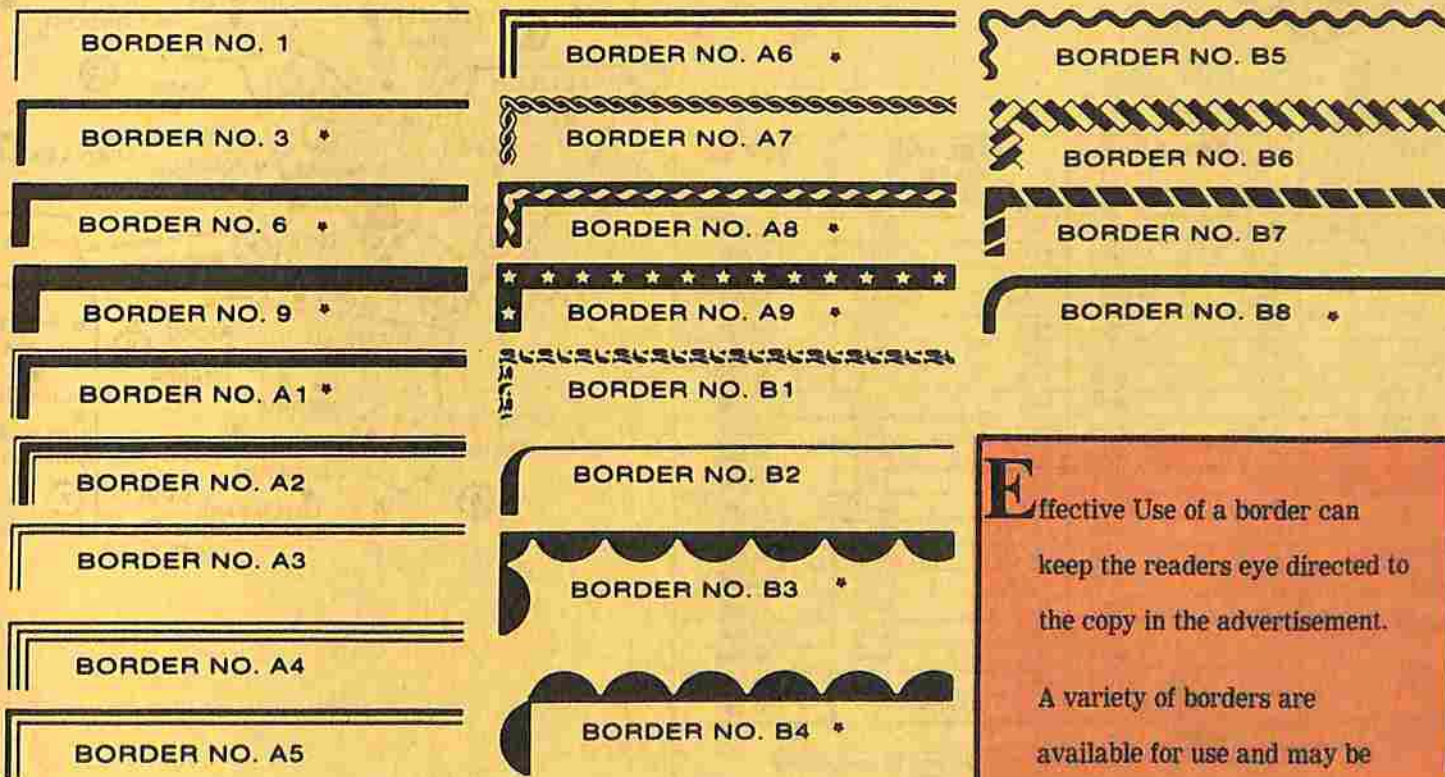 BORDER NO. 1
BORDER NO. 3 *
BORDER NO. 6 *
BORDER NO. 9 *
BORDER NO. A1 *
BORDER NO. A2
BORDER NO. A3
BORDER NO. A4
BORDER NO. A5
BORDER NO. A6 *
BORDER NO. A7
BORDER NO. A8 *
BORDER NO. A9 *
BORDER NO. B1
BORDER NO. B2
BORDER NO. B3 *
BORDER NO. B4 *
BORDER NO. B5
BORDER NO. B6
BORDER NO. B7
BORDER NO. B8 *
Effective Use of a border can
keep the readers eye directed to
the copy in the advertisement.
A variety of borders are
available for use and may be